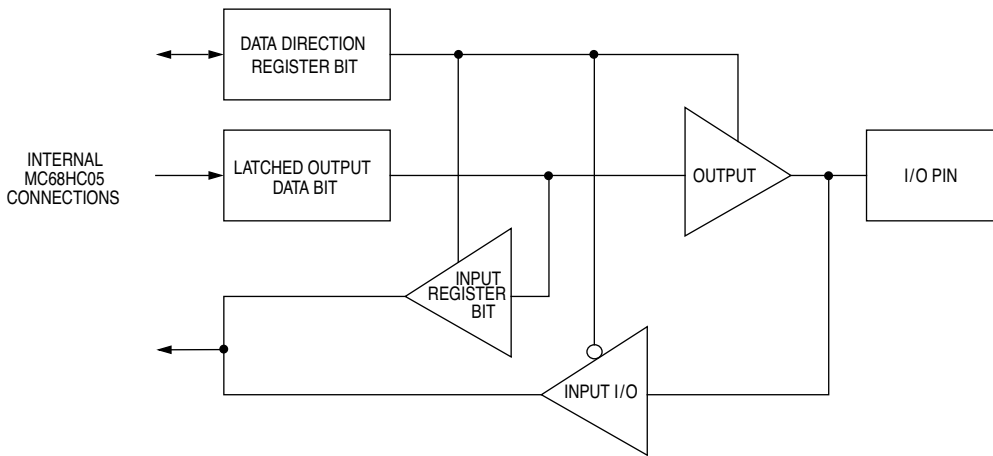 DATA DIRECTION
REGISTER BIT
INTERNAL
MC68HC05
CONNECTIONS
LATCHED OUTPUT
DATA BIT
OUTPUT
I/O PIN
INPUT
REGISTER
BIT
INPUT I/O